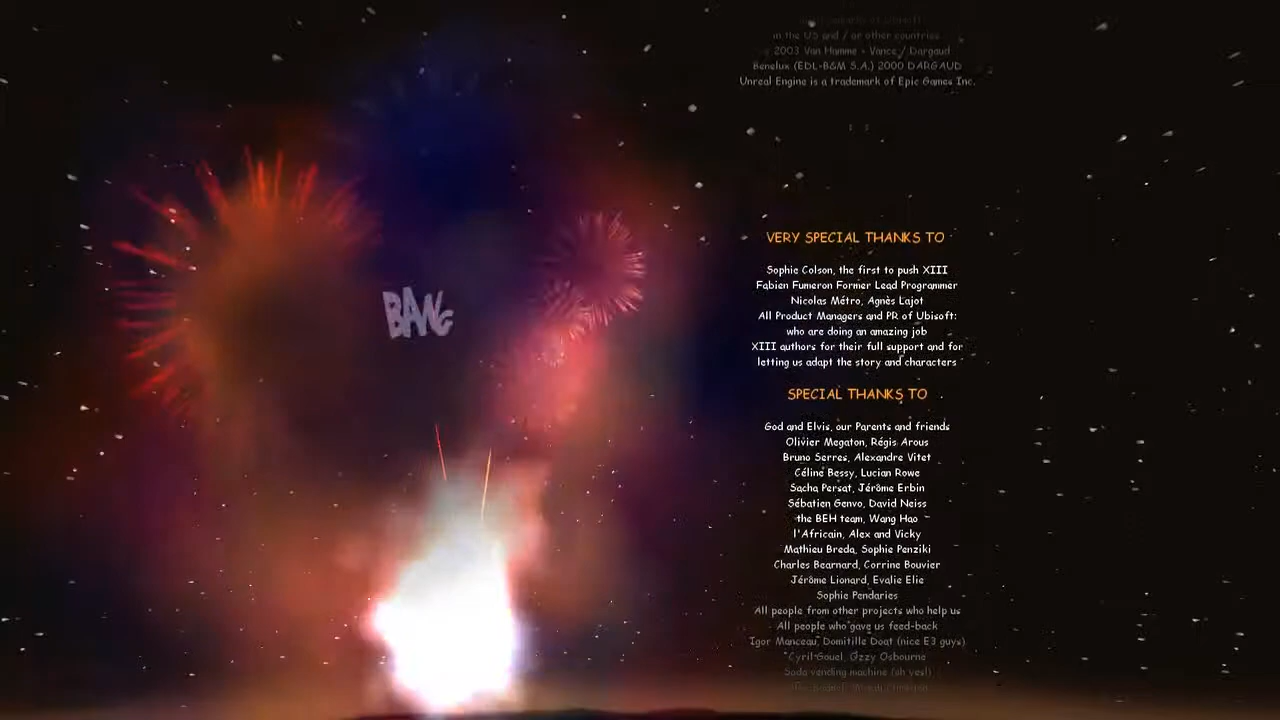 in the US and / or other countries
2003 Van Hamme - Vance / Dargaud
Benelux (EDL-B&M S.A.) 2000 DARGAUD
Unreal Engine is a trademark of Epic Games Inc.
BANG
VERY SPECIAL THANKS TO
Sophie Colson, the first to push XIII
Fabien Fumeron Former Lead Programmer
Nicolas Métro, Agnès Lajot
All Product Managers and PR of Ubisoft:
who are doing an amazing job
XIII authors for their full support and for
letting us adapt the story and characters
SPECIAL THANKS TO
God and Elvis, our Parents and friends
Olivier Megaton, Régis Arous
Bruno Serres, Alexandre Vitet
Céline Bessy, Lucian Rowe
Sacha Persat, Jérôme Erbin
Sébatien Genvo, David Neiss
the BEH team, Wang Hao
l'Africain, Alex and Vicky
Mathieu Breda, Sophie Penziki
Charles Bearnard, Corrine Bouvier
Jérôme Lionard, Evalie Elie
Sophie Pendaries
All people from other projects who help us
All people who gave us feed-back
Igor Manceau, Domitille Doat (nice E3 guys)
Cyril Gouel, Ozzy Osbourne
Soda vending machine (uh yes!)